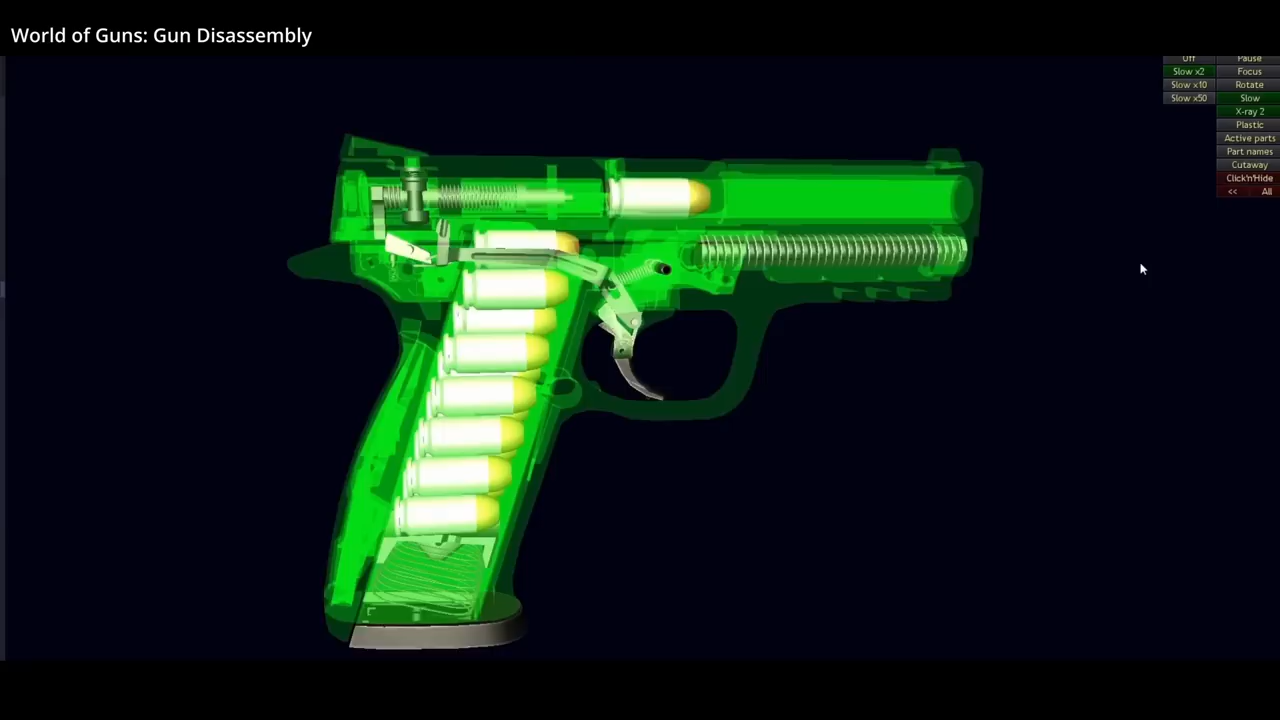 World of Guns: Gun Disassembly
Off
Pause
Slow x2
Focus
Slow x10
Rotate
Slow x50
Slow
X-ray 2
Plastic
Active parts
Part names
Cutaway
Click'n'Hide
<< All